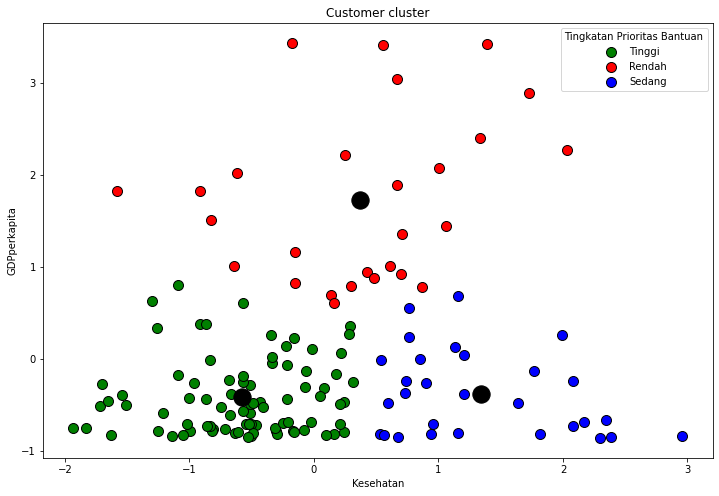 Customer cluster
Tingkatan Prioritas Bantuan
Tinggi
Rendah
Sedang
GDPperkapita
3
2
1
0
−1
−2
−1
0
1
2
3
Kesehatan